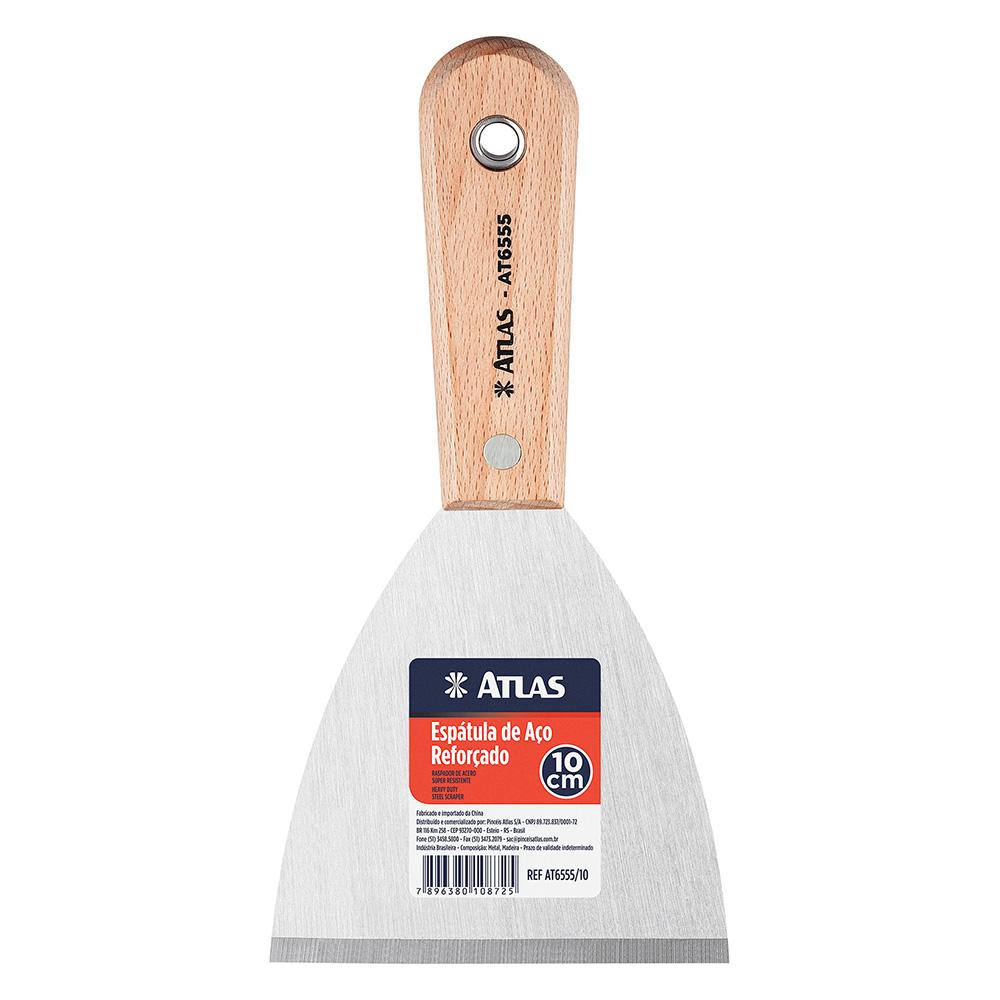 ATLAS - AT6555
ATLAS
Espátula de Aço
Reforçado
10
cm
RASPADOR DE ACERO
SUPER RESISTENTE
HEAVY DUTY
STEEL SCRAPER
Fabricado e importado da China
Distribuído e comercializado por: Pincéis Atlas S/A - CNPJ 89.723.837/0001-72
BR 116 Km 258 - CEP 93270-000 - Esteio - RS - Brasil
Fone (51) 3458.5000 - Fax (51) 3473.2079 - sac@pinceisatlas.com.br
Indústria Brasileira - Composição: Metal, Madeira - Prazo de validade indeterminado
7 896380 108725
REF AT6555/10